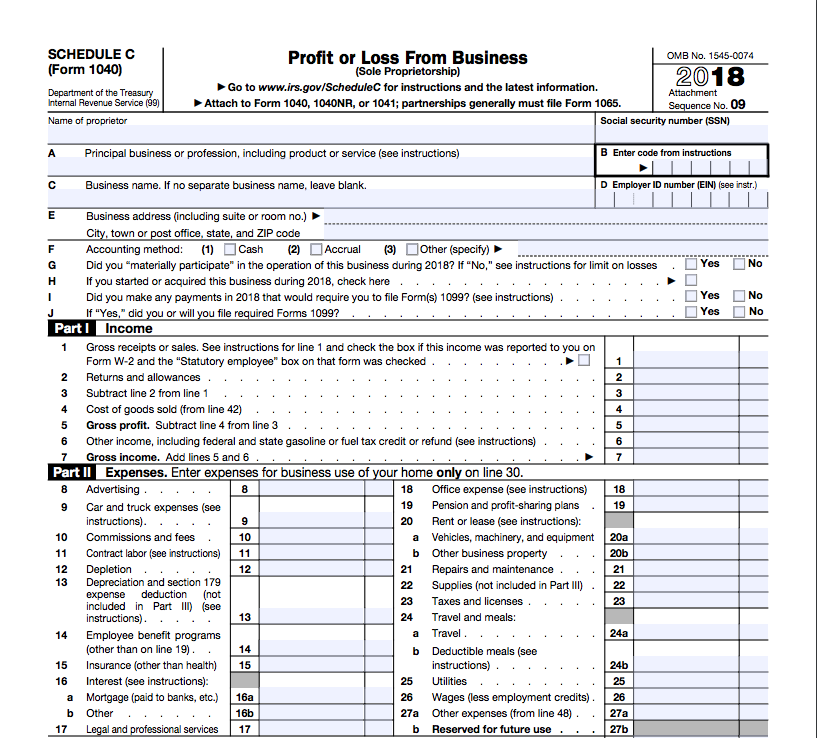 SCHEDULE C
(Form 1040)
Department of the Treasury
Internal Revenue Service (99)
Profit or Loss From Business
(Sole Proprietorship)
▶ Go to www.irs.gov/ScheduleC for instructions and the latest information.
▶ Attach to Form 1040, 1040NR, or 1041; partnerships generally must file Form 1065.
OMB No. 1545-0074
2018
Attachment
Sequence No. 09
Name of proprietor
Social security number (SSN)
A Principal business or profession, including product or service (see instructions)
B Enter code from instructions
▶
C Business name. If no separate business name, leave blank.
D Employer ID number (EIN) (see instr.)
E Business address (including suite or room no.) ▶
City, town or post office, state, and ZIP code
F Accounting method: (1) Cash (2) Accrual (3) Other (specify) ▶
G Did you “materially participate” in the operation of this business during 2018? If “No,” see instructions for limit on losses . Yes No
H If you started or acquired this business during 2018, check here . . . . . . . . . . . . . . . . . ▶
I Did you make any payments in 2018 that would require you to file Form(s) 1099? (see instructions) . . . . . . . . Yes No
J If “Yes,” did you or will you file required Forms 1099? . . . . . . . . . . . . . . . . . . . . . Yes No
Part I Income
1 Gross receipts or sales. See instructions for line 1 and check the box if this income was reported to you on
Form W-2 and the “Statutory employee” box on that form was checked . . . . . . . . . ▶ 1
2 Returns and allowances . . . . . . . . . . . . . . . . . . . . . . . . . 2
3 Subtract line 2 from line 1 . . . . . . . . . . . . . . . . . . . . . . . . 3
4 Cost of goods sold (from line 42) . . . . . . . . . . . . . . . . . . . . . . 4
5 Gross profit. Subtract line 4 from line 3 . . . . . . . . . . . . . . . . . . . . 5
6 Other income, including federal and state gasoline or fuel tax credit or refund (see instructions) . . . . 6
7 Gross income. Add lines 5 and 6 . . . . . . . . . . . . . . . . . . . . . ▶ 7
Part II Expenses. Enter expenses for business use of your home only on line 30.
8 Advertising . . . . . 8
9 Car and truck expenses (see
instructions) . . . . . 9
10 Commissions and fees . 10
11 Contract labor (see instructions) 11
12 Depletion . . . . . 12
13 Depreciation and section 179
expense deduction (not
included in Part III) (see
instructions) . . . . . 13
14 Employee benefit programs
(other than on line 19) . . 14
15 Insurance (other than health) 15
16 Interest (see instructions):
a Mortgage (paid to banks, etc.) 16a
b Other . . . . . . 16b
17 Legal and professional services 17
18 Office expense (see instructions) 18
19 Pension and profit-sharing plans . 19
20 Rent or lease (see instructions):
a Vehicles, machinery, and equipment 20a
b Other business property . . . 20b
21 Repairs and maintenance . . . 21
22 Supplies (not included in Part III) . 22
23 Taxes and licenses . . . . . 23
24 Travel and meals:
a Travel . . . . . . . . . 24a
b Deductible meals (see
instructions) . . . . . . . 24b
25 Utilities . . . . . . . . 25
26 Wages (less employment credits) . 26
27a Other expenses (from line 48) . . 27a
b Reserved for future use . . . 27b